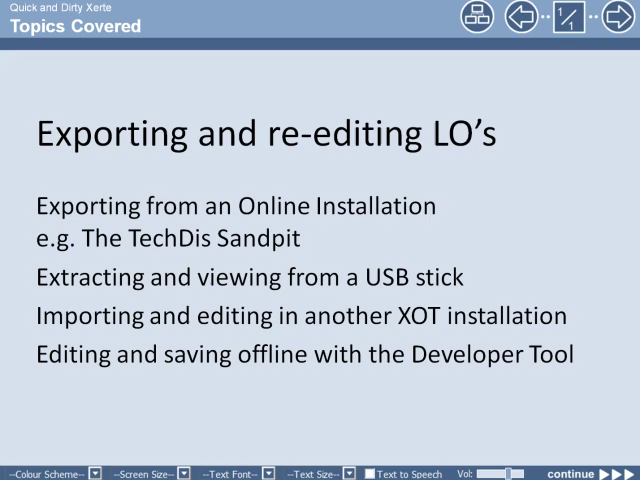 Quick and Dirty Xerte
Topics Covered
1/1
Exporting and re-editing LO’s
Exporting from an Online Installation
e.g. The TechDis Sandpit
Extracting and viewing from a USB stick
Importing and editing in another XOT installation
Editing and saving offline with the Developer Tool
--Colour Scheme-- --Screen Size-- --Text Font-- --Text Size-- Text to Speech Vol: continue